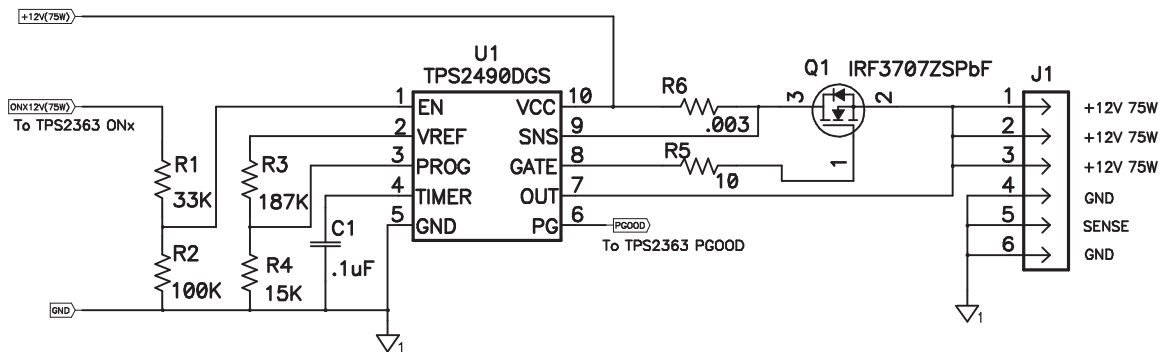 +12V(75W)
U1
TPS2490DGS
Q1 IRF3707ZSPbF
J1
ONX12V(75W)
To TPS2363 ONx
1 EN
2 VREF
3 PROG
4 TIMER
5 GND
VCC 10
SNS 9
GATE 8
OUT 7
PG 6
R6
.003
R5
10
3
2
1
R1
33K
R2
100K
R3
187K
R4
15K
C1
.1uF
PGOOD
To TPS2363 PGOOD
1 +12V 75W
2 +12V 75W
3 +12V 75W
4 GND
5 SENSE
6 GND
GND
1
1